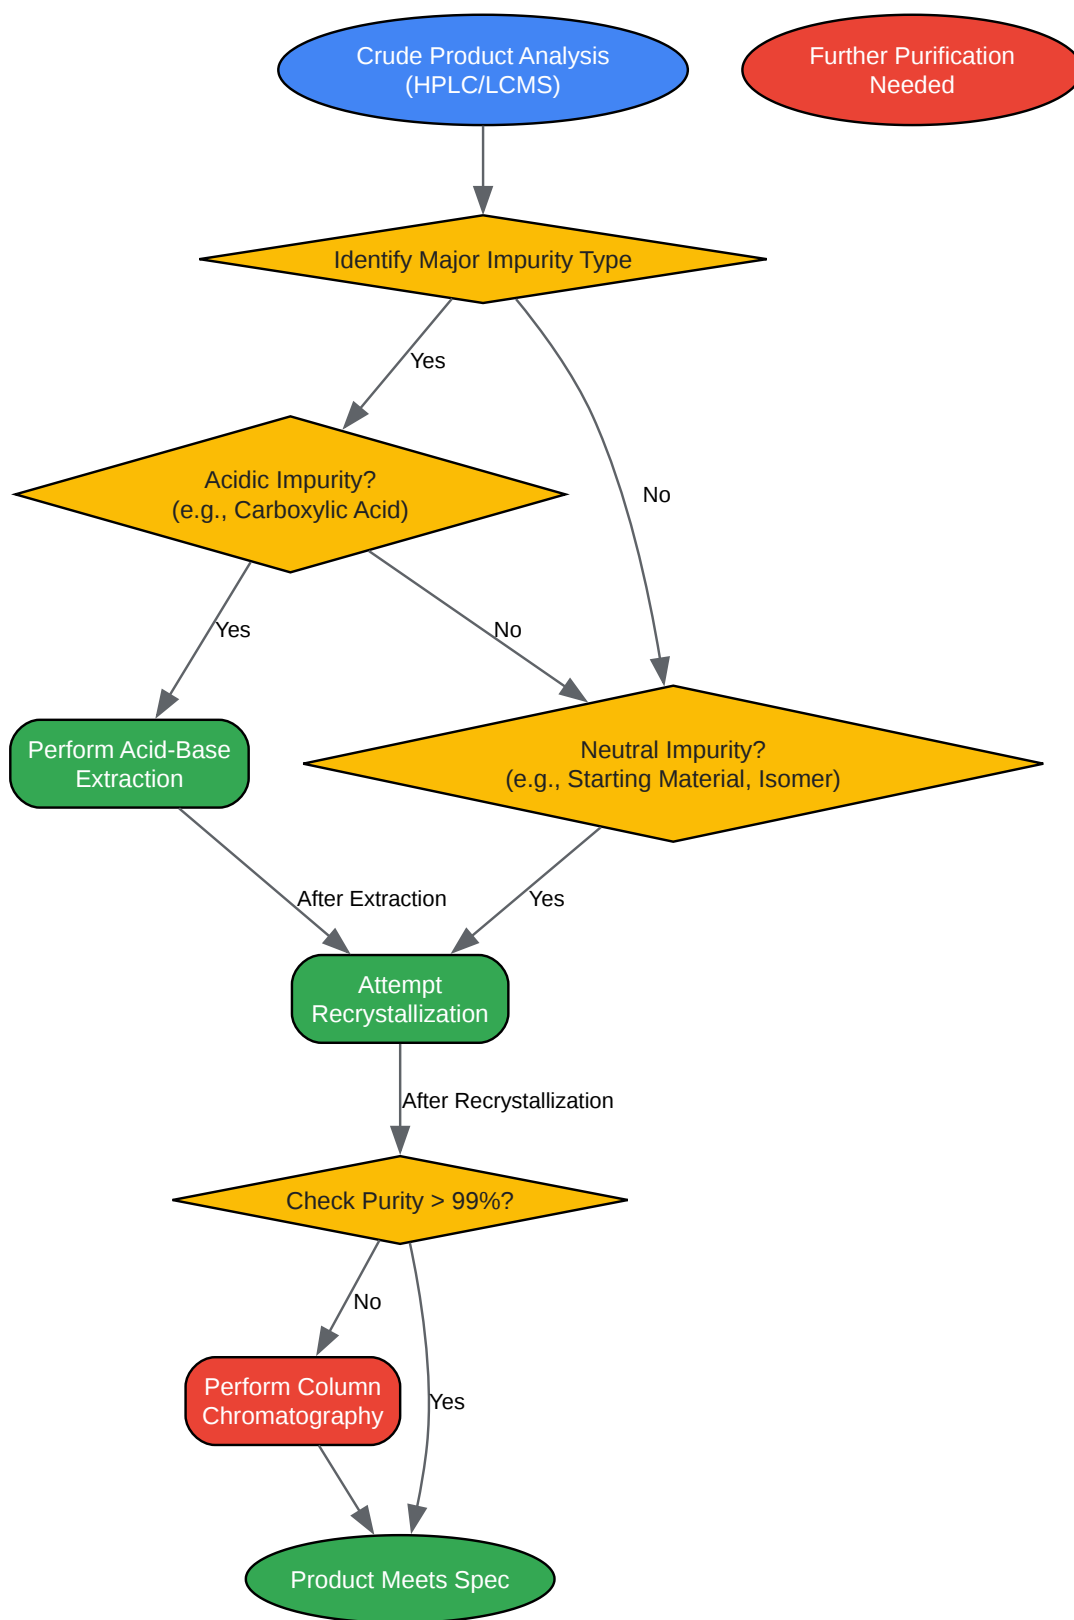 Crude Product Analysis
(HPLC/LCMS)
Further Purification
Needed
Identify Major Impurity Type
Yes
No
Acidic Impurity?
(e.g., Carboxylic Acid)
Yes
No
Perform Acid-Base
Extraction
Neutral Impurity?
(e.g., Starting Material, Isomer)
After Extraction
Yes
Attempt
Recrystallization
After Recrystallization
Check Purity > 99%?
No
Perform Column
Chromatography
Yes
Product Meets Spec